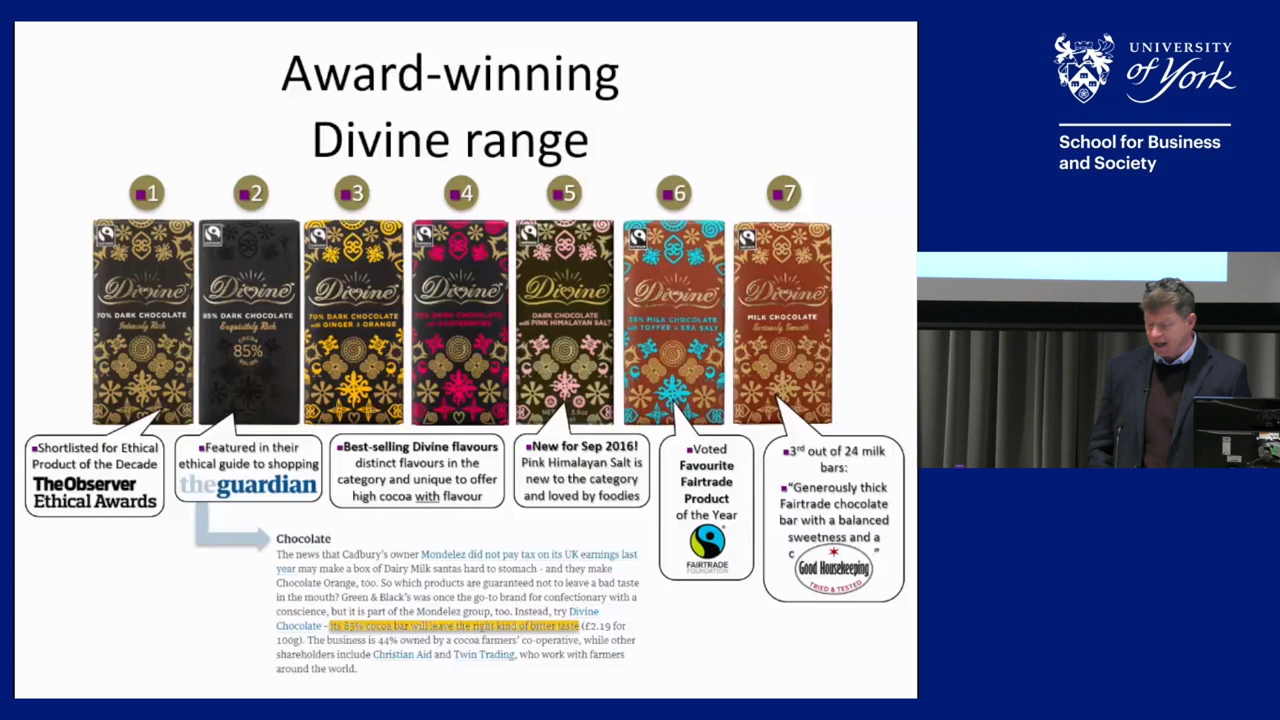 Award-winning
Divine range
1 2 3 4 5 6 7
Divine
70% DARK CHOCOLATE
Intensely Rich
Divine
85% DARK CHOCOLATE
Exquisitely Rich
COCOA
85%
SOLIDS
Divine
70% DARK CHOCOLATE
with GINGER & ORANGE
Divine
70% DARK CHOCOLATE
with RASPBERRIES
Divine
DARK CHOCOLATE
with PINK HIMALAYAN SALT
Divine
MILK CHOCOLATE
with TOFFEE & SEA SALT
Divine
MILK CHOCOLATE
Seriously Smooth
Shortlisted for Ethical
Product of the Decade
The Observer
Ethical Awards
Featured in their
ethical guide to shopping
theguardian
Best-selling Divine flavours
distinct flavours in the
category and unique to offer
high cocoa with flavour
New for Sep 2016!
Pink Himalayan Salt is
new to the category
and loved by foodies
Voted
Favourite
Fairtrade
Product
of the Year
FAIRTRADE
FOUNDATION
3rd out of 24 milk
bars:
"Generously thick
Fairtrade chocolate
bar with a balanced
sweetness and a
c "
Good Housekeeping
TRIED & TESTED
Chocolate
The news that Cadbury's owner Mondelez did not pay tax on its UK earnings last
year may make a box of Dairy Milk santas hard to stomach - and they make
Chocolate Orange, too. So which products are guaranteed not to leave a bad taste
in the mouth? Green & Black's was once the go-to brand for confectionary with a
conscience, but it is part of the Mondelez group, too. Instead, try Divine
Chocolate - its 85% cocoa bar will leave the right kind of bitter taste (£2.19 for
100g). The business is 44% owned by a cocoa farmers' co-operative, while other
shareholders include Christian Aid and Twin Trading, who work with farmers
around the world.
UNIVERSITY
of York
School for Business
and Society